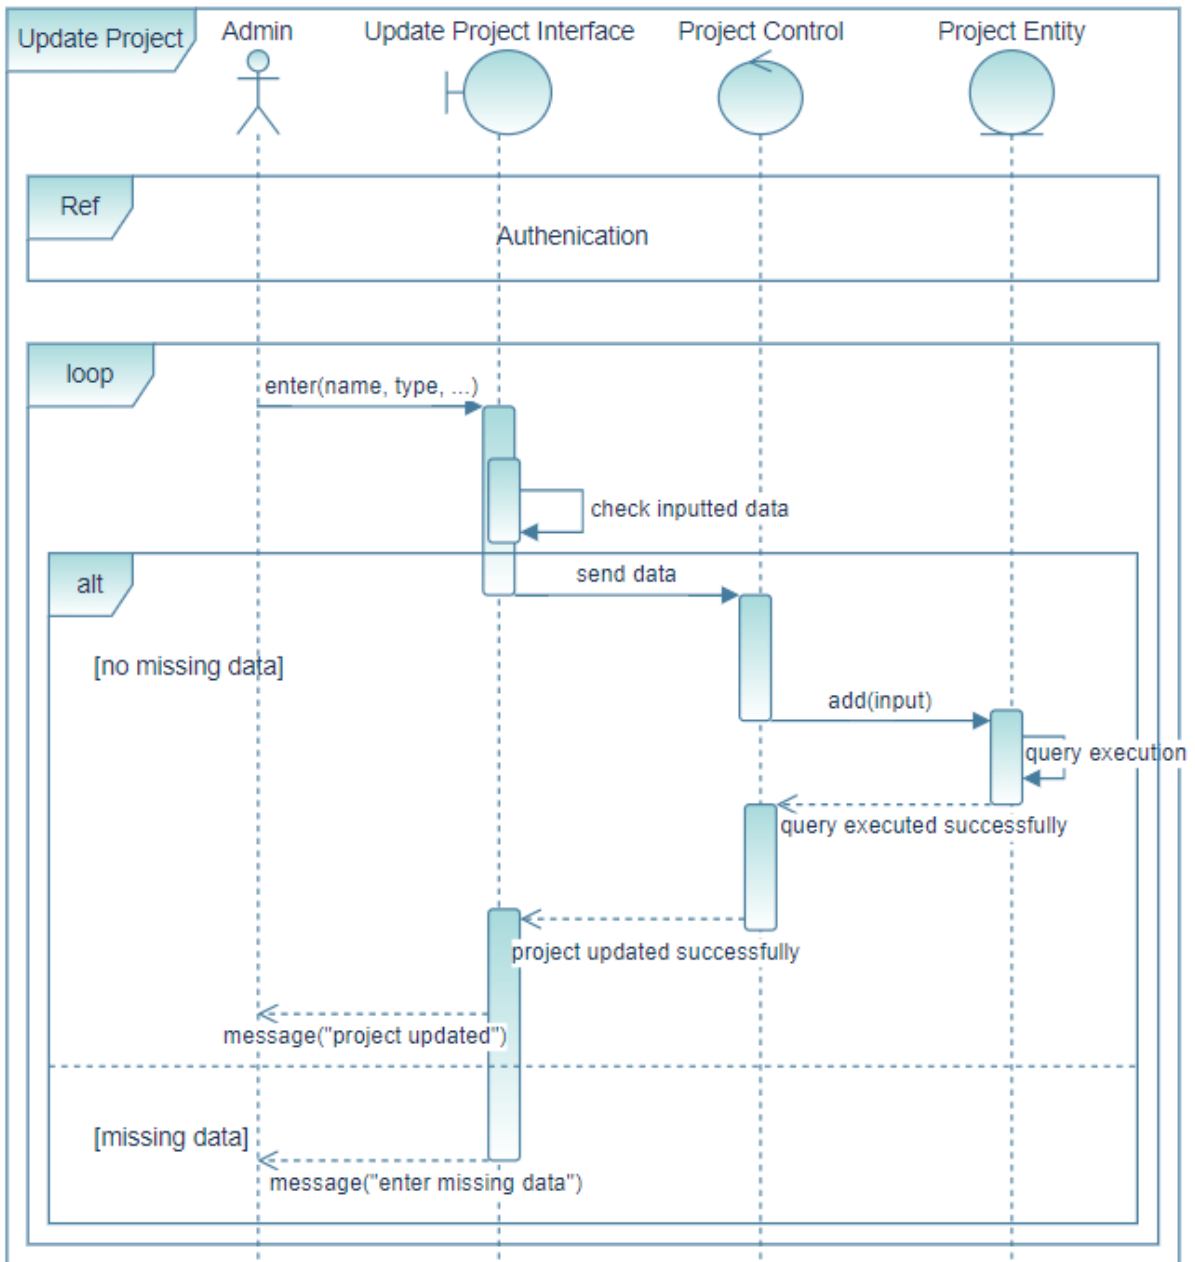 Update Project
Admin
Update Project Interface
Project Control
Project Entity
Ref
Authenication
loop
enter(name, type, ...)
check inputted data
alt
send data
[no missing data]
add(input)
query execution
query executed successfully
project updated successfully
message("project updated")
[missing data]
message("enter missing data")